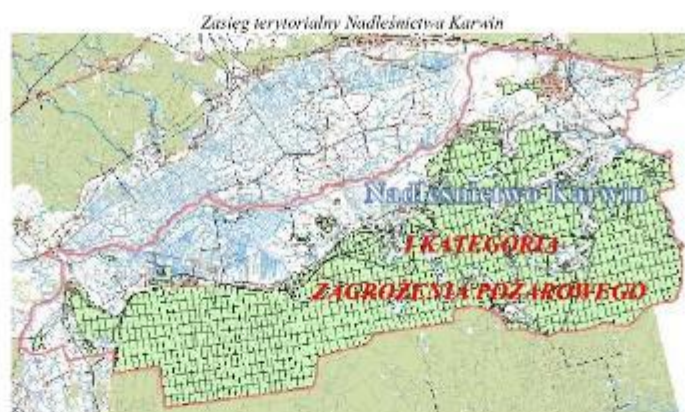 Zasięg terytorialny Nadleśnictwa Karwin
Nadleśnictwo Karwin
I KATEGORIA
ZAGROŻENIA POŻAROWEGO